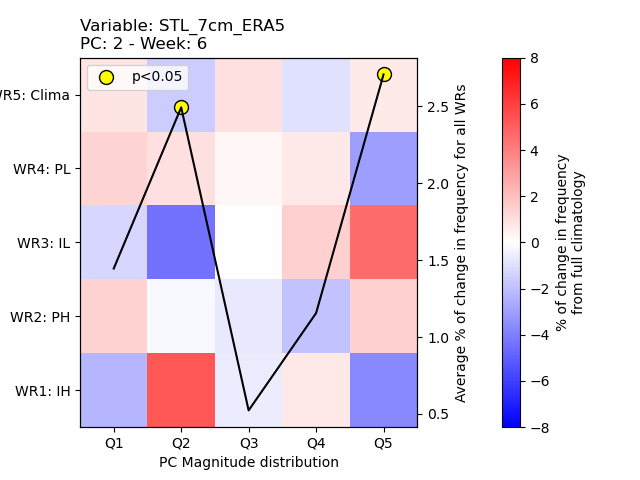 Variable: STL_7cm_ERA5
PC: 2 - Week: 6
p<0.05
WR5: Clima
WR4: PL
WR3: IL
WR2: PH
WR1: IH
Q1 Q2 Q3 Q4 Q5
PC Magnitude distribution
2.5
2.0
1.5
1.0
0.5
Average % of change in frequency for all WRs
8
6
4
2
0
−2
−4
−6
−8
% of change in frequency
from full climatology